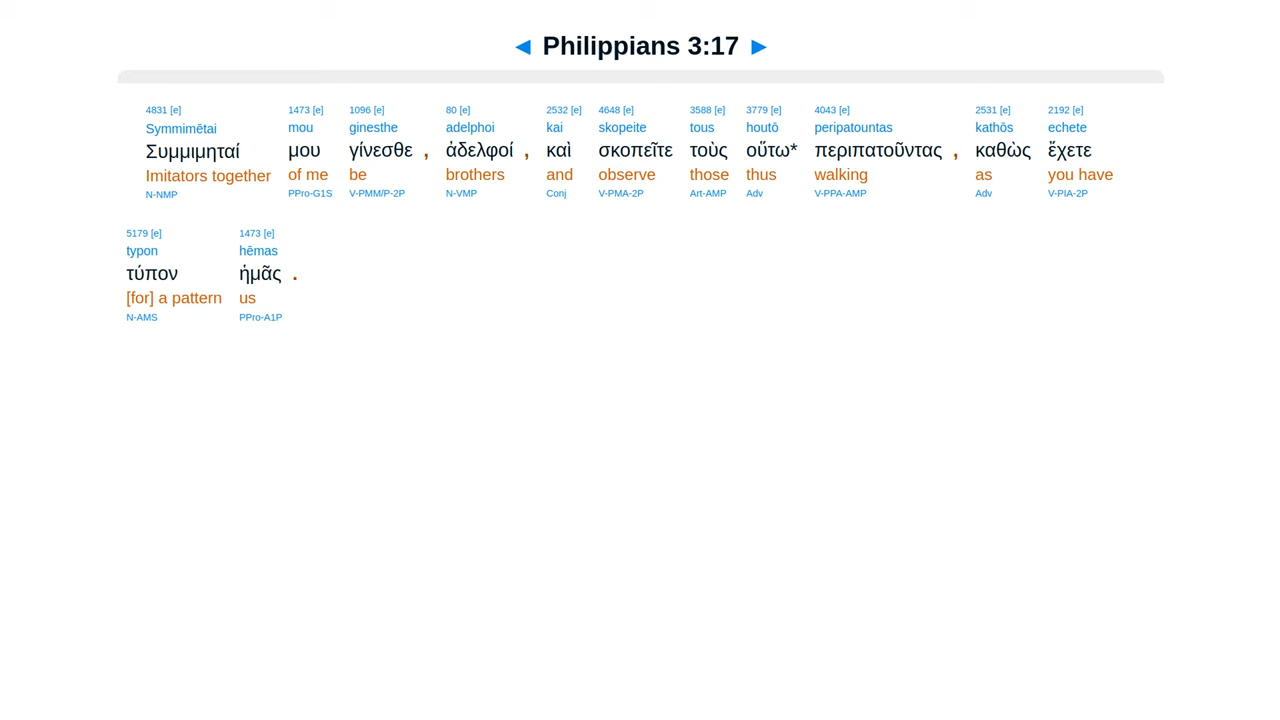 ◄ Philippians 3:17 ►
4831 [e] 1473 [e] 1096 [e] 80 [e] 2532 [e] 4648 [e] 3588 [e] 3779 [e] 4043 [e] 2531 [e] 2192 [e]
Symmimētai mou ginesthe adelphoi kai skopeite tous houtō peripatountas kathōs echete
Συμμιμηταί μου γίνεσθε , ἀδελφοί , καὶ σκοπεῖτε τοὺς οὕτω* περιπατοῦντας , καθὼς ἔχετε
Imitators together of me be brothers and observe those thus walking as you have
N-NMP PPro-G1S V-PMM/P-2P N-VMP Conj V-PMA-2P Art-AMP Adv V-PPA-AMP Adv V-PIA-2P
5179 [e] 1473 [e]
typon hēmas
τύπον ἡμᾶς .
[for] a pattern us
N-AMS PPro-A1P